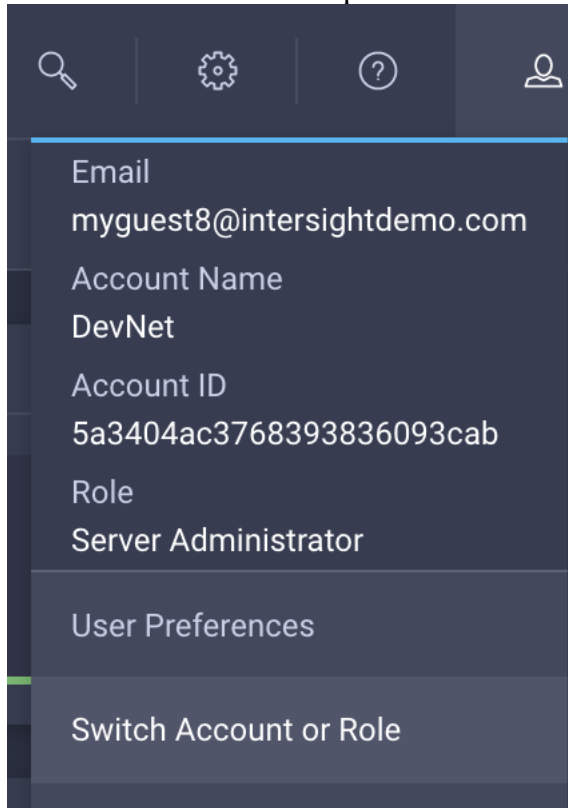 Email
myguest8@intersightdemo.com
Account Name
DevNet
Account ID
5a3404ac3768393836093cab
Role
Server Administrator
User Preferences
Switch Account or Role